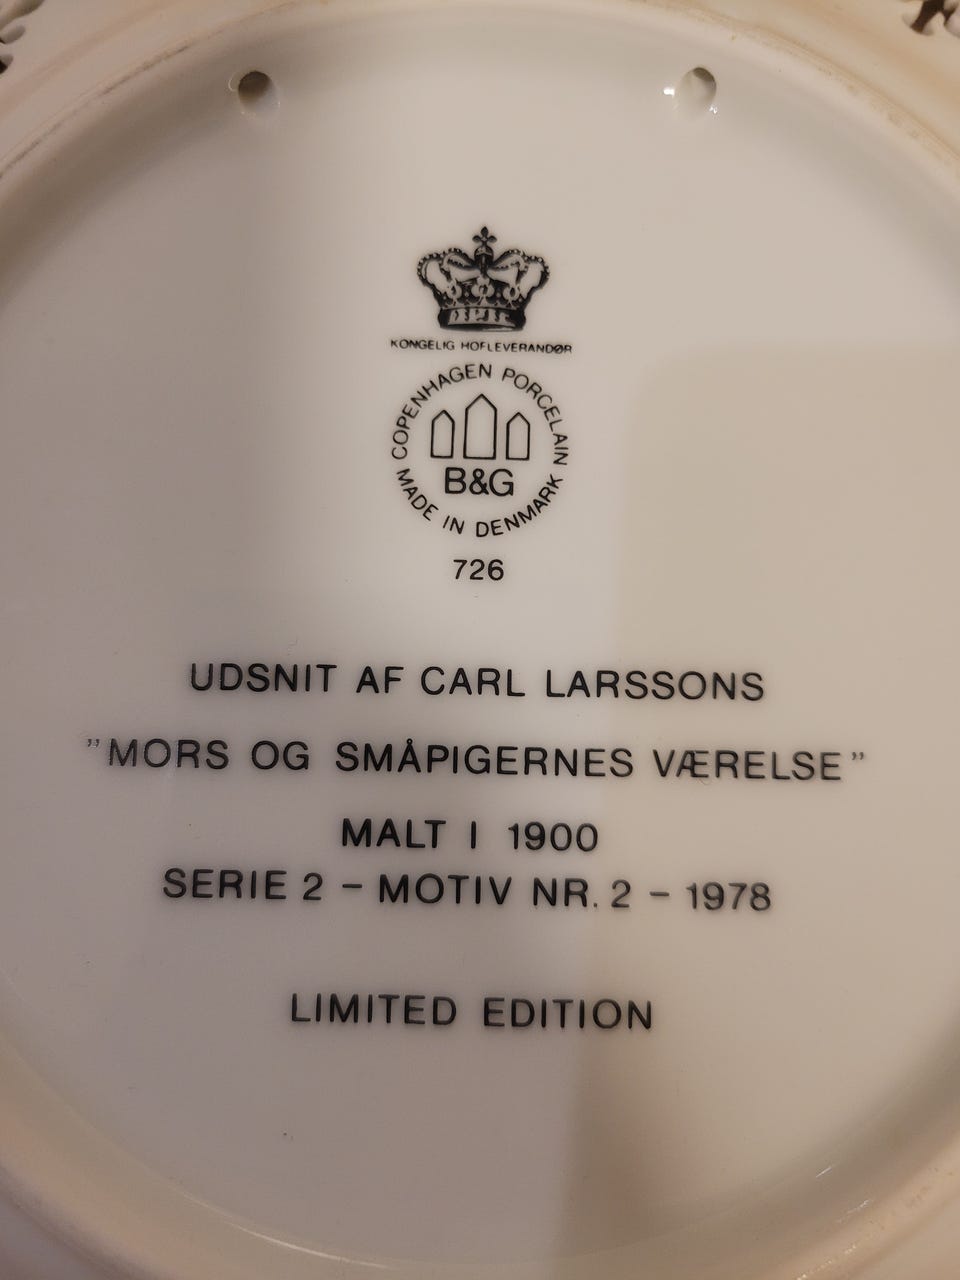 KONGELIG HOFLEVERANDØR
COPENHAGEN PORCELAIN
MADE IN DENMARK
B&G
726
UDSNIT AF CARL LARSSONS
”MORS OG SMÅPIGERNES VÆRELSE”
MALT I 1900
SERIE 2 – MOTIV NR. 2 – 1978
LIMITED EDITION